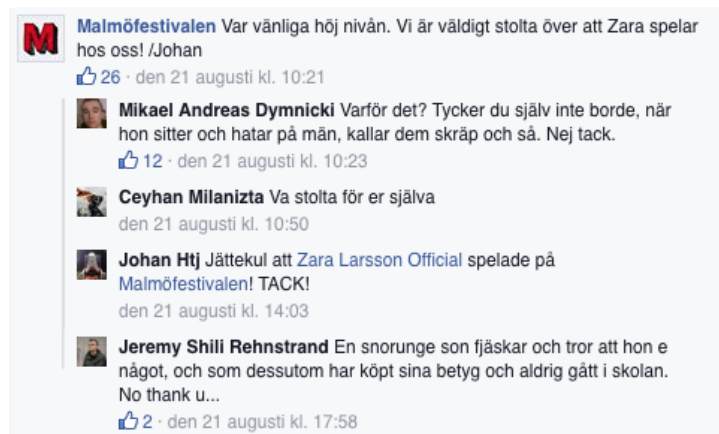 M
Malmöfestivalen Var vänliga höj nivån. Vi är väldigt stolta över att Zara spelar
hos oss! /Johan
26 · den 21 augusti kl. 10:21
Mikael Andreas Dymnicki Varför det? Tycker du själv inte borde, när
hon sitter och hatar på män, kallar dem skräp och så. Nej tack.
12 · den 21 augusti kl. 10:23
Ceyhan Milanizta Va stolta för er själva
den 21 augusti kl. 10:50
Johan Htj Jättekul att Zara Larsson Official spelade på
Malmöfestivalen! TACK!
den 21 augusti kl. 14:03
Jeremy Shili Rehnstrand En snorunge son fjäskar och tror att hon e
något, och som dessutom har köpt sina betyg och aldrig gått i skolan.
No thank u...
2 · den 21 augusti kl. 17:58